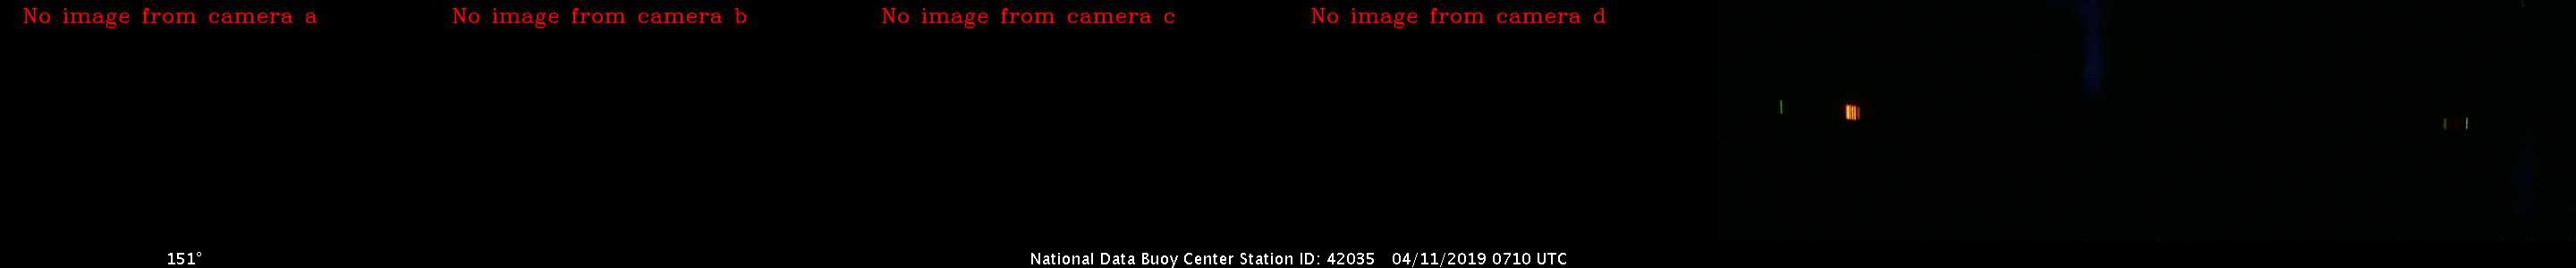 No image from camera a
No image from camera b
No image from camera c
No image from camera d
151°
National Data Buoy Center Station ID: 42035 04/11/2019 0710 UTC